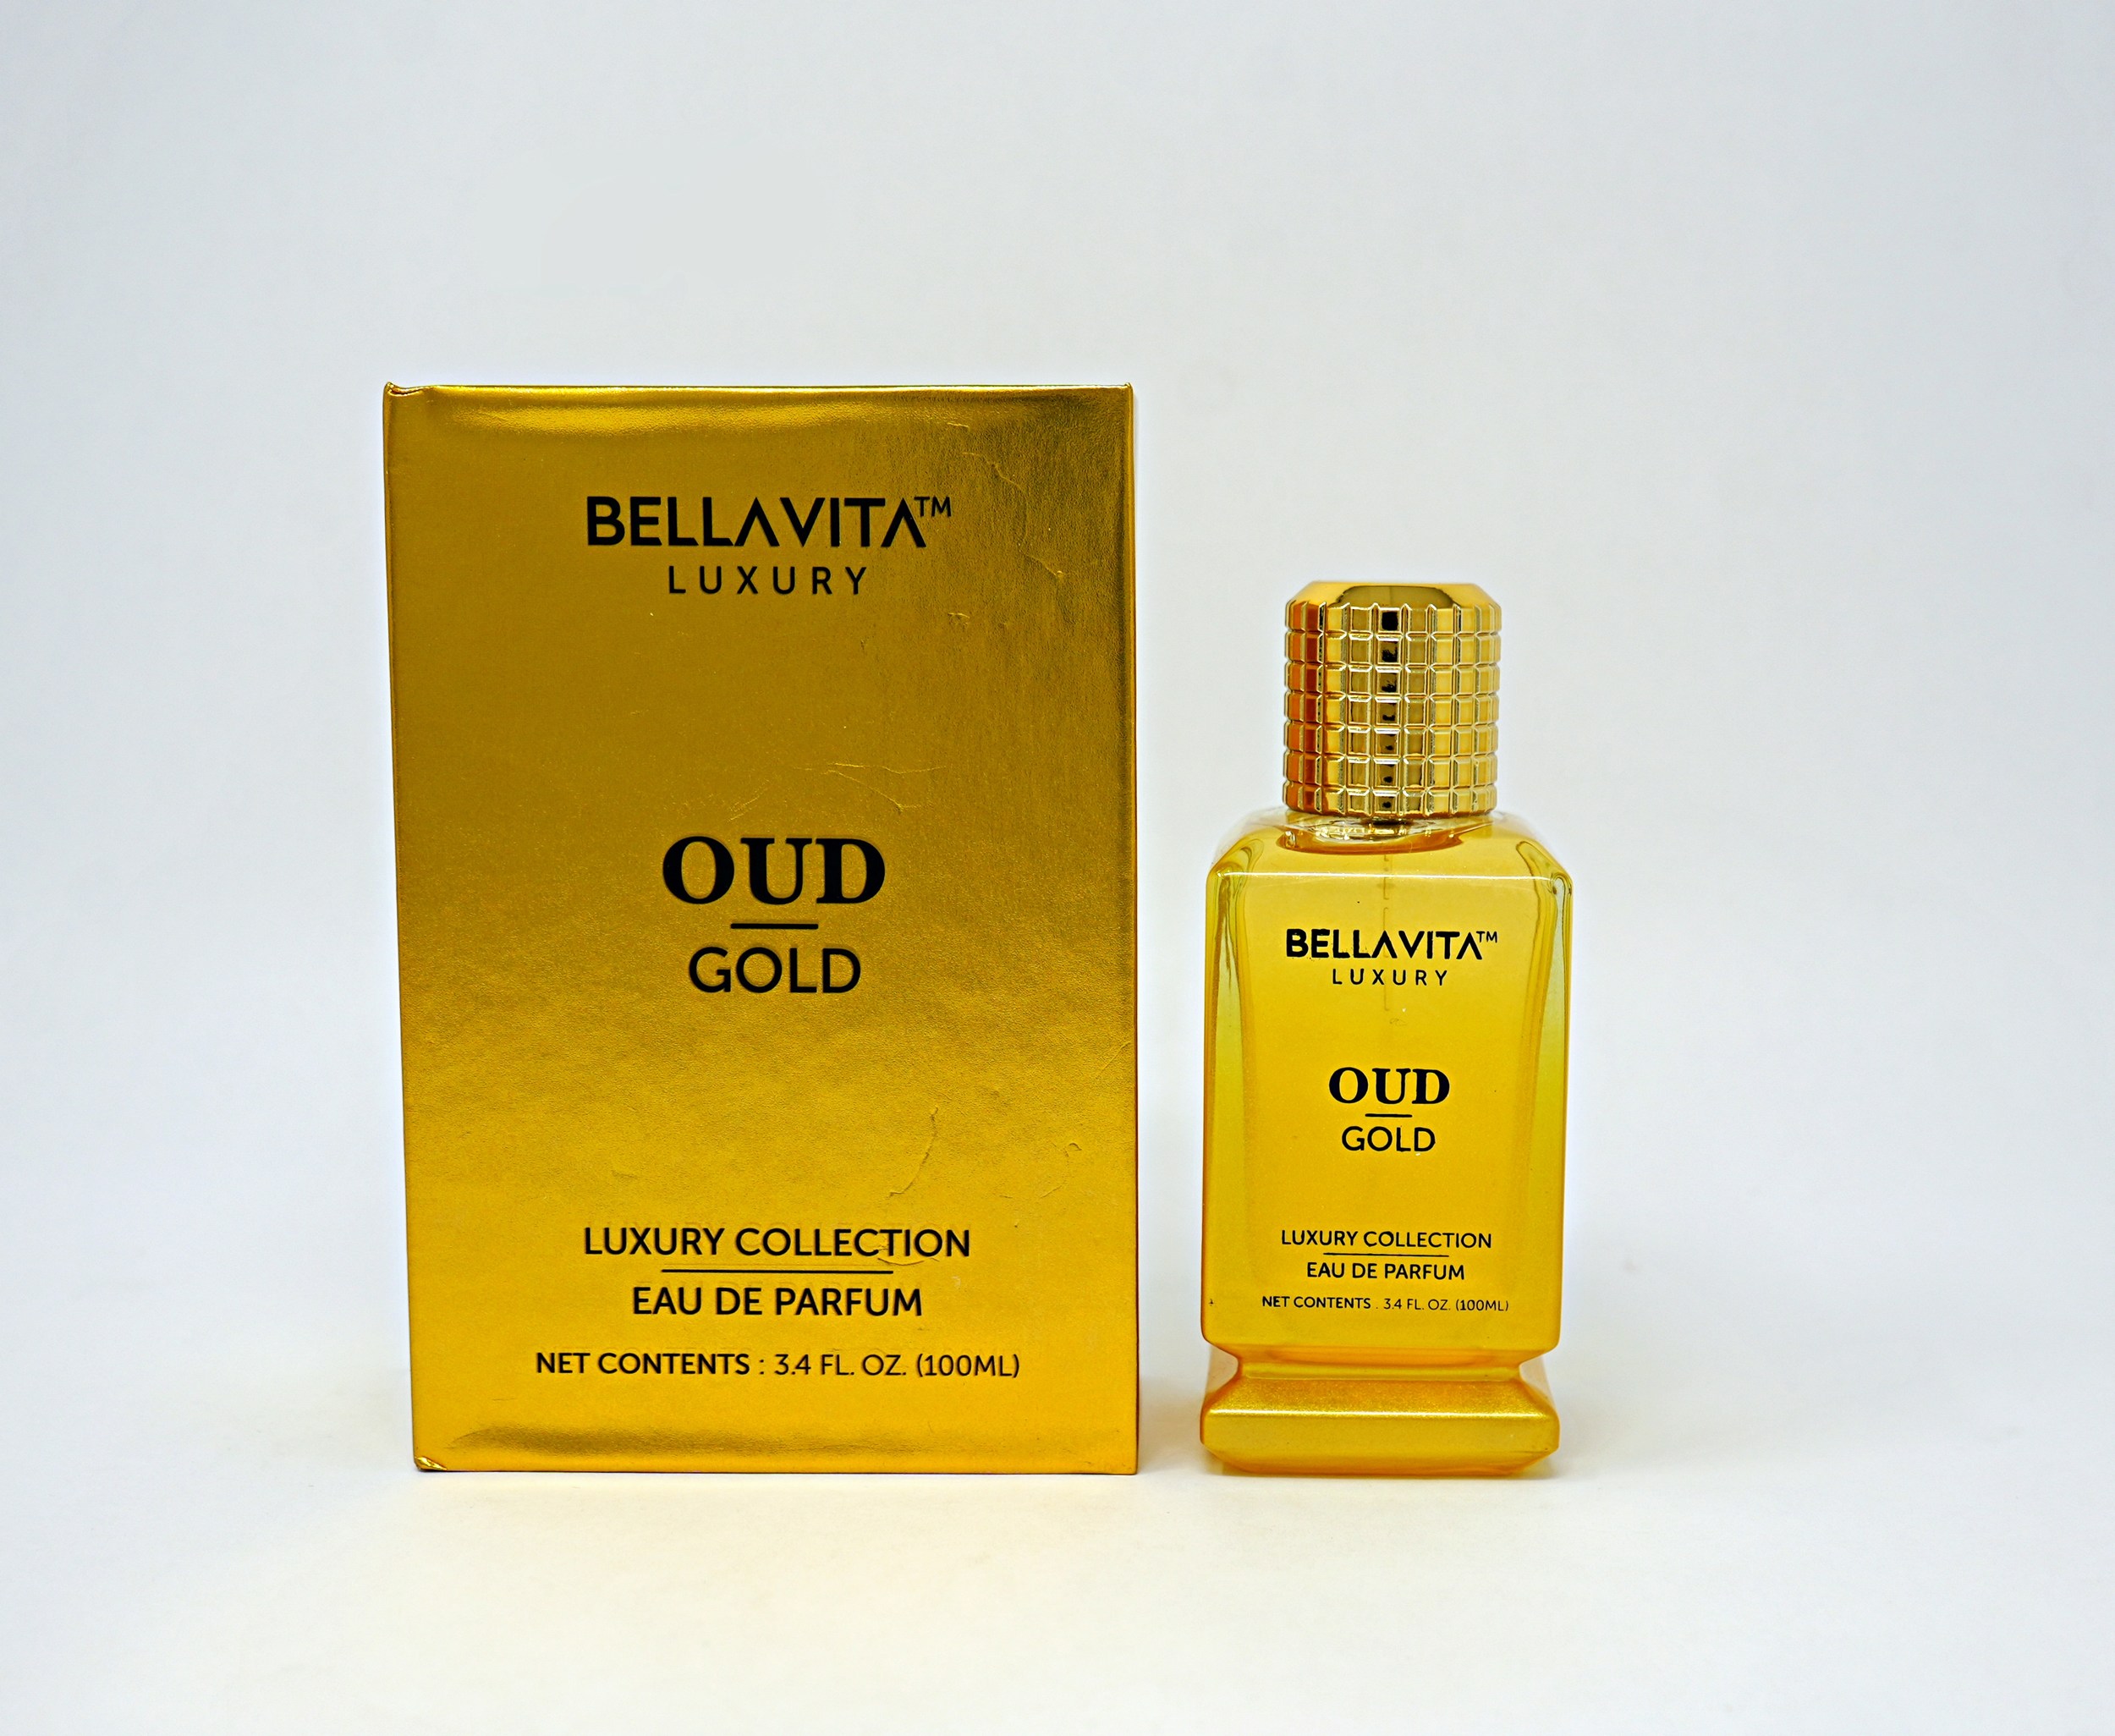 BELLAVITA™
LUXURY
OUD
GOLD
LUXURY COLLECTION
EAU DE PARFUM
NET CONTENTS : 3.4 FL. OZ. (100ML)
BELLAVITA™
LUXURY
OUD
GOLD
LUXURY COLLECTION
EAU DE PARFUM
NET CONTENTS : 3.4 FL. OZ. (100ML)